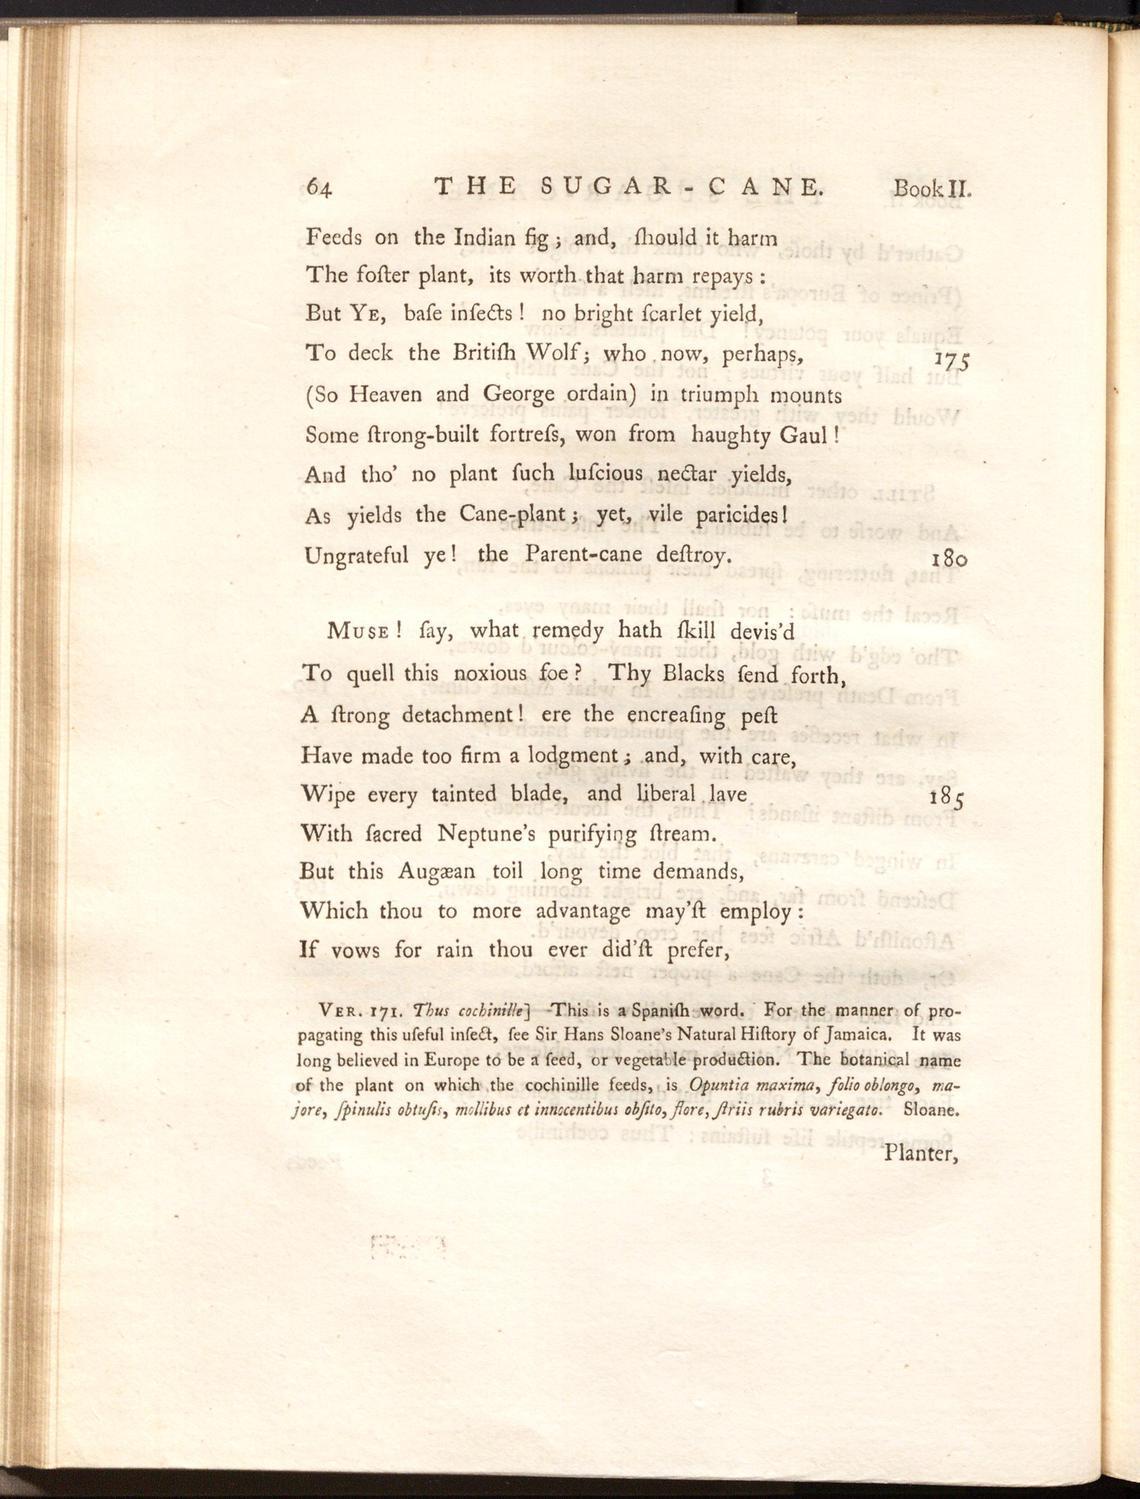 64 THE SUGAR-CANE. Book II.
Feeds on the Indian fig; and, ſhould it harm
The foſter plant, its worth that harm repays:
But YE, baſe inſects! no bright ſcarlet yield,
To deck the Britiſh Wolf; who now, perhaps, 175
(So Heaven and George ordain) in triumph mounts
Some ſtrong-built fortreſs, won from haughty Gaul!
And tho' no plant ſuch luſcious nectar yields,
As yields the Cane-plant; yet, vile paricides!
Ungrateful ye! the Parent-cane deſtroy. 180
MUSE! ſay, what remedy hath ſkill devis'd
To quell this noxious foe? Thy Blacks ſend forth,
A ſtrong detachment! ere the encreaſing peſt
Have made too firm a lodgment; and, with care,
Wipe every tainted blade, and liberal lave 185
With ſacred Neptune's purifying ſtream.
But this Augæan toil long time demands,
Which thou to more advantage may'ſt employ:
If vows for rain thou ever did'ſt prefer,
VER. 171. Thus cochinille] This is a Spaniſh word. For the manner of pro-
pagating this uſeful inſect, ſee Sir Hans Sloane's Natural Hiſtory of Jamaica. It was
long believed in Europe to be a ſeed, or vegetable production. The botanical name
of the plant on which the cochinille feeds, is Opuntia maxima, folio oblongo, ma-
jore, ſpinulis obtuſis, mollibus et innocentibus obſito, flore, ſtriis rubris variegato. Sloane.
Planter,